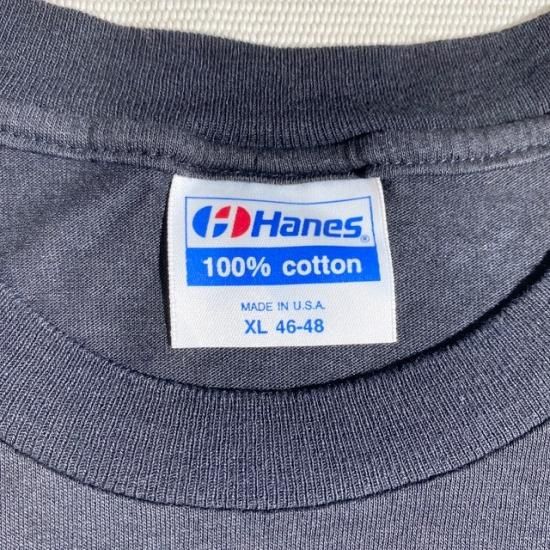 Hanes®
100% cotton
MADE IN U.S.A.
XL 46-48